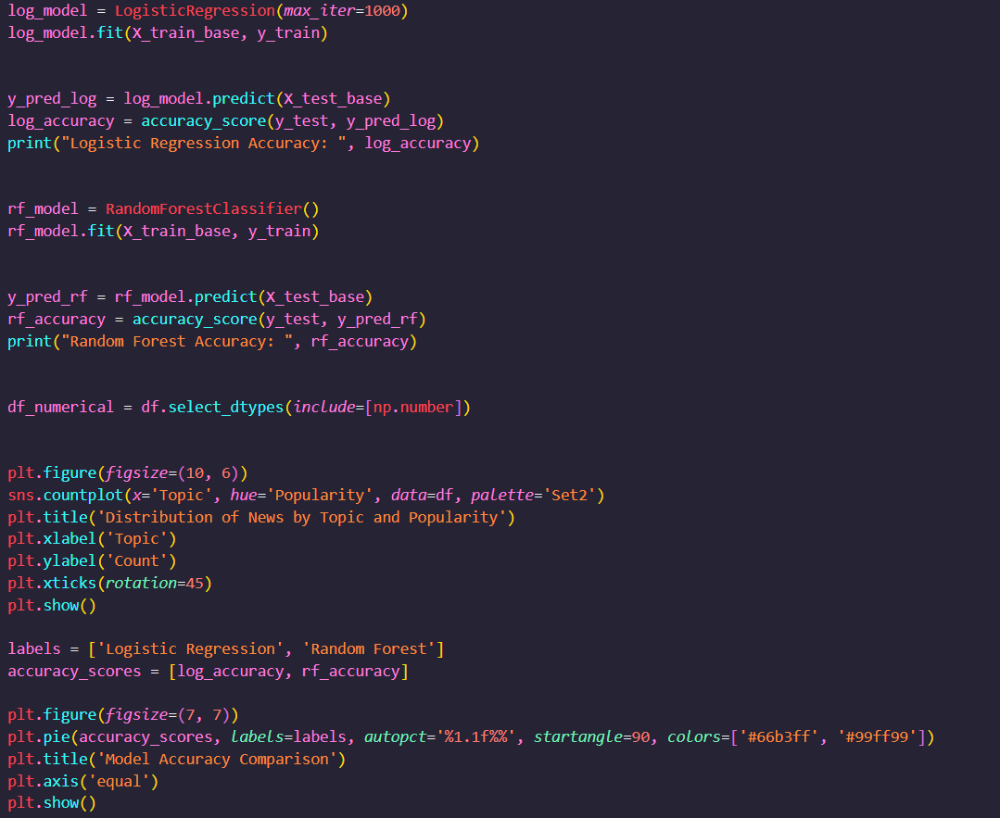 log_model = LogisticRegression(max_iter=1000)
log_model.fit(X_train_base, y_train)
y_pred_log = log_model.predict(X_test_base)
log_accuracy = accuracy_score(y_test, y_pred_log)
print("Logistic Regression Accuracy: ", log_accuracy)
rf_model = RandomForestClassifier()
rf_model.fit(X_train_base, y_train)
y_pred_rf = rf_model.predict(X_test_base)
rf_accuracy = accuracy_score(y_test, y_pred_rf)
print("Random Forest Accuracy: ", rf_accuracy)
df_numerical = df.select_dtypes(include=[np.number])
plt.figure(figsize=(10, 6))
sns.countplot(x='Topic', hue='Popularity', data=df, palette='Set2')
plt.title('Distribution of News by Topic and Popularity')
plt.xlabel('Topic')
plt.ylabel('Count')
plt.xticks(rotation=45)
plt.show()
labels = ['Logistic Regression', 'Random Forest']
accuracy_scores = [log_accuracy, rf_accuracy]
plt.figure(figsize=(7, 7))
plt.pie(accuracy_scores, labels=labels, autopct='%1.1f%%', startangle=90, colors=['#66b3ff', '#99ff99'])
plt.title('Model Accuracy Comparison')
plt.axis('equal')
plt.show()